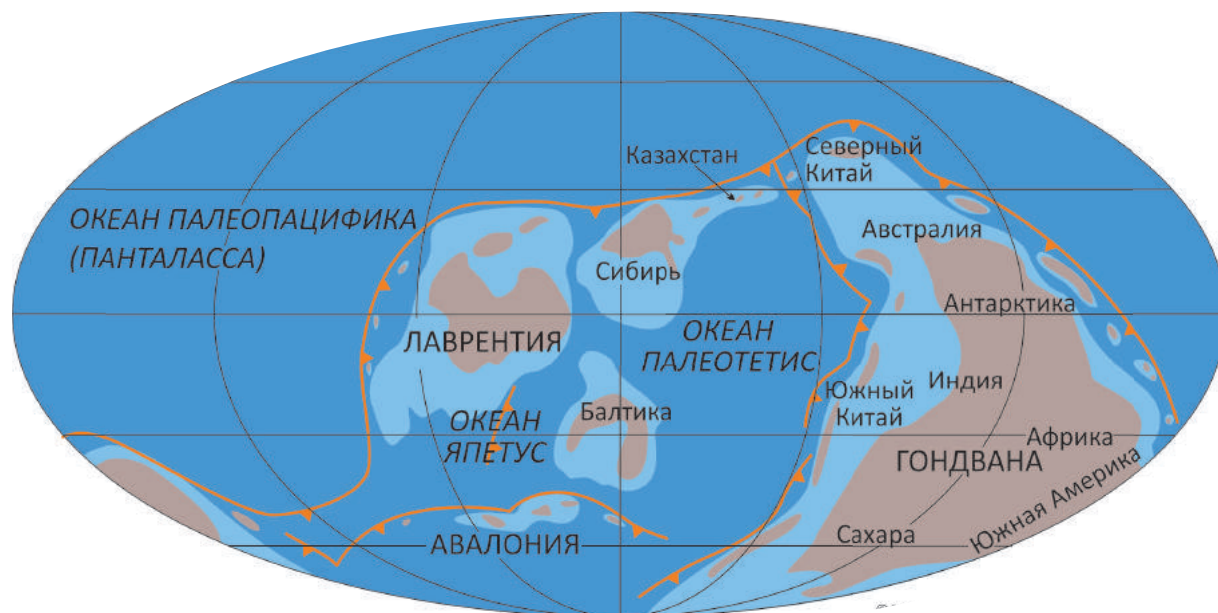 Казахстан
Северный
Китай
ОКЕАН ПАЛЕОПАЦИФИКА
(ПАНТАЛАССА)
Австралия
Сибирь
Антарктика
ЛАВРЕНТИЯ
ОКЕАН
ПАЛЕОТЕТИС
Индия
Южный
Китай
Балтика
ОКЕАН
ЯПЕТУС
Африка
ГОНДВАНА
Южная Америка
Сахара
АВАЛОНИЯ